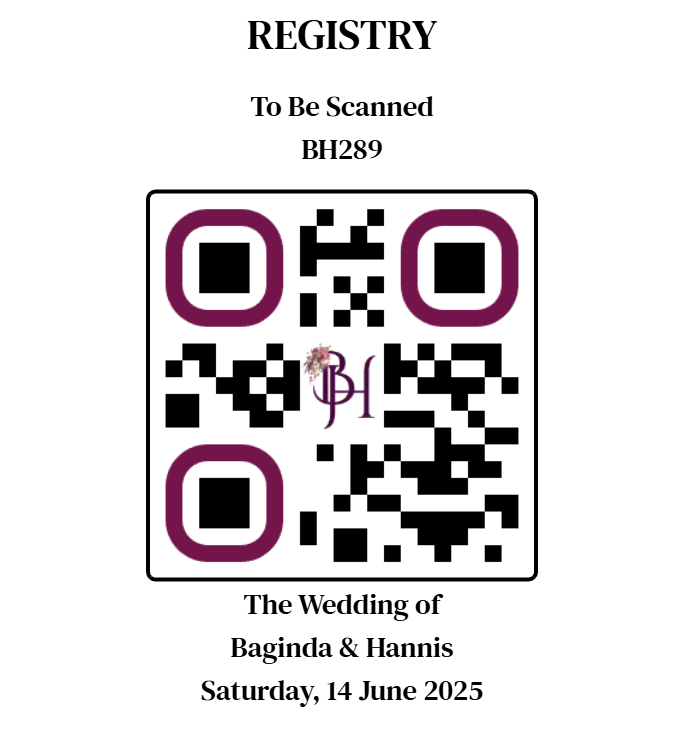 REGISTRY
To Be Scanned
BH289
BH
The Wedding of
Baginda & Hannis
Saturday, 14 June 2025